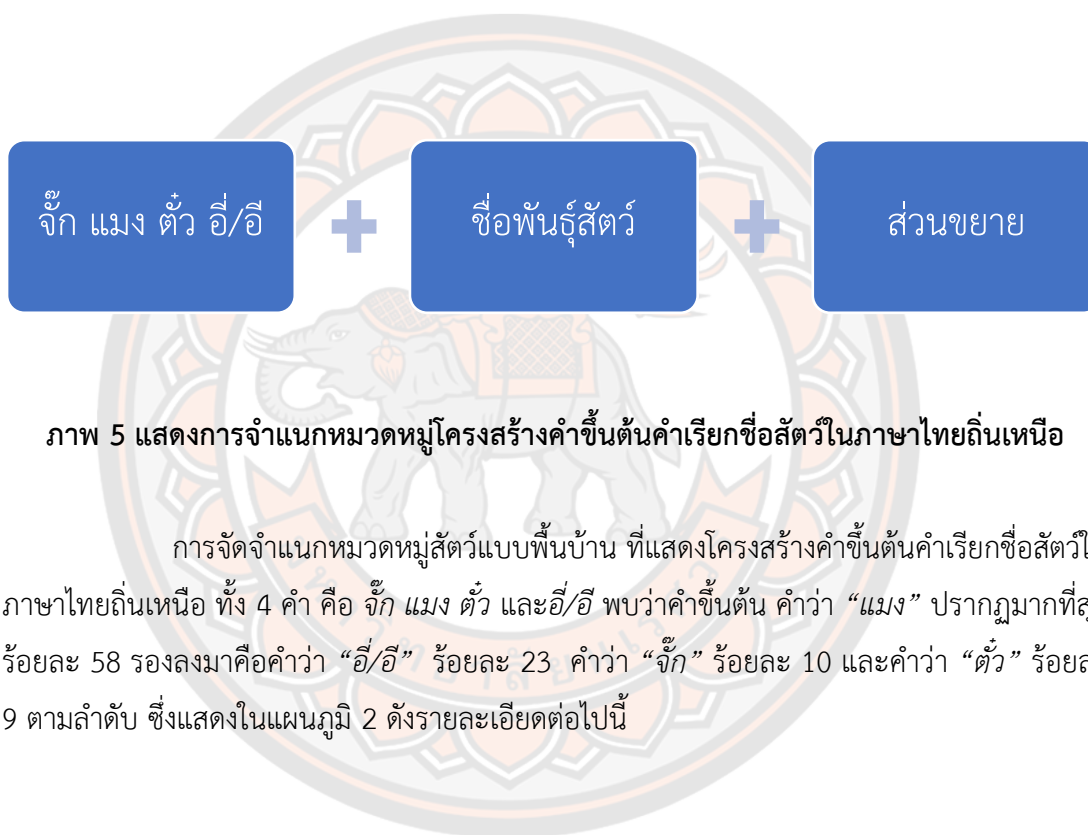 จั๊ก แมง ตั๋ว อี่/อี
ชื่อพันธุ์สัตว์
ส่วนขยาย
ภาพ 5 แสดงการจำแนกหมวดหมู่โครงสร้างคำขึ้นต้นคำเรียกชื่อสัตว์ในภาษาไทยถิ่นเหนือ
การจัดจำแนกหมวดหมู่สัตว์แบบพื้นบ้าน ที่แสดงโครงสร้างคำขึ้นต้นคำเรียกชื่อสัตว์ใ
ภาษาไทยถิ่นเหนือ ทั้ง 4 คำ คือ จั๊ก แมง ตั๋ว และอี่/อี พบว่าคำขึ้นต้น คำว่า “แมง” ปรากฏมากที่สุ
ร้อยละ 58 รองลงมาคือคำว่า “อี่/อี” ร้อยละ 23 คำว่า “จั๊ก” ร้อยละ 10 และคำว่า “ตั๋ว” ร้อยล
9 ตามลำดับ ซึ่งแสดงในแผนภูมิ 2 ดังรายละเอียดต่อไปนี้